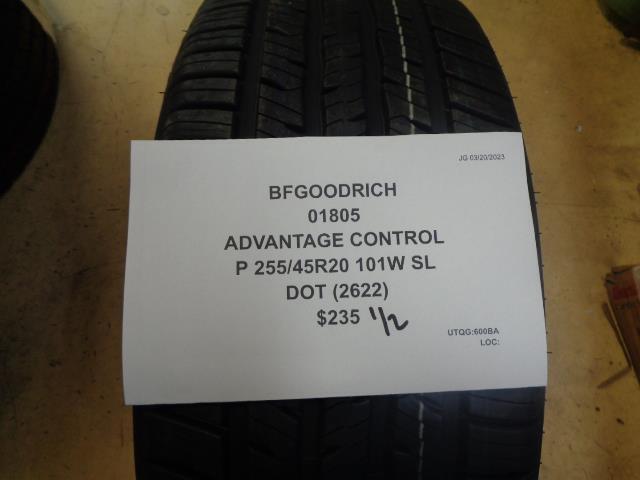 JG 03/20/2023
BFGOODRICH
01805
ADVANTAGE CONTROL
P 255/45R20 101W SL
DOT (2622)
$235 1/2
UTQG:600BA
LOC: